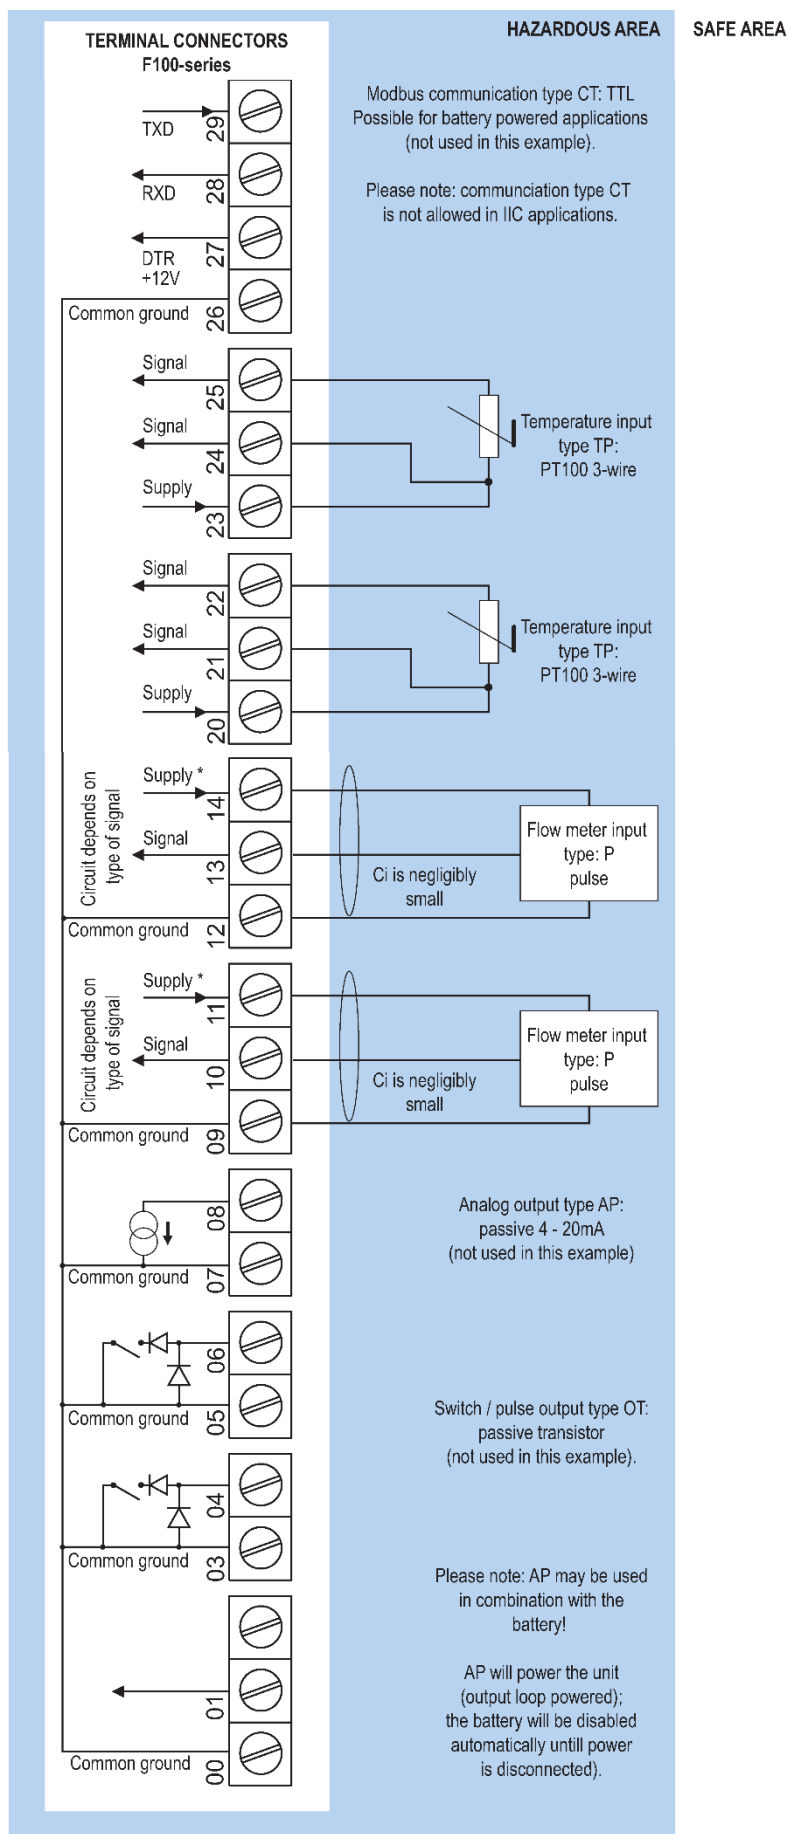 HAZARDOUS AREA
SAFE AREA
TERMINAL CONNECTORS
F100-series
Modbus communication type CT: TTL
Possible for battery powered applications
(not used in this example).
Please note: communciation type CT
is not allowed in IIC applications.
TXD
29
RXD
28
DTR
+12V
27
Common ground
26
Signal
25
Signal
24
Supply
23
Temperature input
type TP:
PT100 3-wire
Signal
22
Signal
21
Supply
20
Temperature input
type TP:
PT100 3-wire
Circuit depends on
type of signal
Supply *
14
Signal
13
Common ground
12
Ci is negligibly
small
Flow meter input
type: P
pulse
Circuit depends on
type of signal
Supply *
11
Signal
10
Common ground
09
Ci is negligibly
small
Flow meter input
type: P
pulse
08
Common ground
07
Analog output type AP:
passive 4 - 20mA
(not used in this example)
06
Common ground
05
Switch / pulse output type OT:
passive transistor
(not used in this example).
04
Common ground
03
Please note: AP may be used
in combination with the
battery!
01
Common ground
00
AP will power the unit
(output loop powered);
the battery will be disabled
automatically untill power
is disconnected).